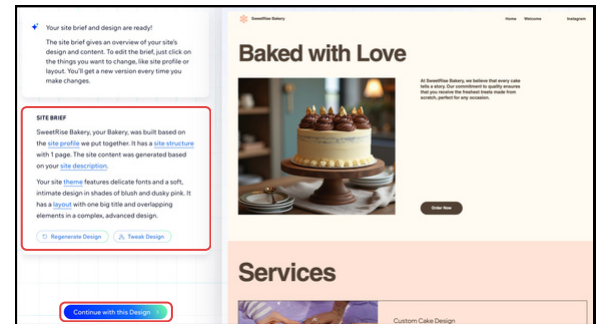 Your site brief and design are ready!
The site brief gives an overview of your site's
design and content. To edit the brief, just click on
the things you want to change, like site profile or
layout. You'll get a new version every time you
make changes.
SITE BRIEF
SweetRise Bakery, your Bakery, was built based on
the site profile we put together. It has a site structure
with 1 page. The site content was generated based
on your site description.
Your site theme features delicate fonts and a soft,
intimate design in shades of blush and dusky pink. It
has a layout with one big title and overlapping
elements in a complex, advanced design.
Regenerate Design
Tweak Design
Continue with this Design
SweetRise Bakery
Home Welcome Instagram
Baked with Love
At SweetRise Bakery, we believe that every cake
tells a story. Our commitment to quality ensures
that you receive the freshest treats made from
scratch, perfect for any occasion.
Order Now
Services
Custom Cake Design